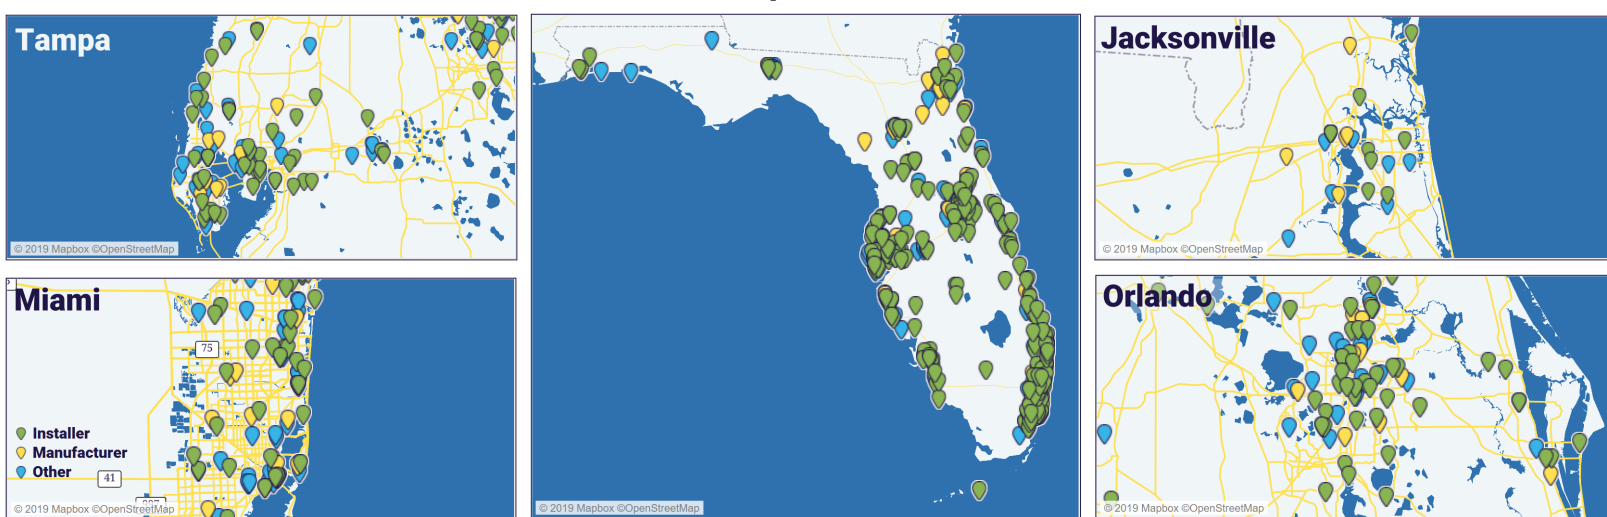 Tampa
© 2019 Mapbox ©OpenStreetMap
Miami
75
Installer
Manufacturer
Other
41
© 2019 Mapbox ©OpenStreetMap
© 2019 Mapbox ©OpenStreetMap
Jacksonville
© 2019 Mapbox ©OpenStreetMap
Orlando
© 2019 Mapbox ©OpenStreetMap